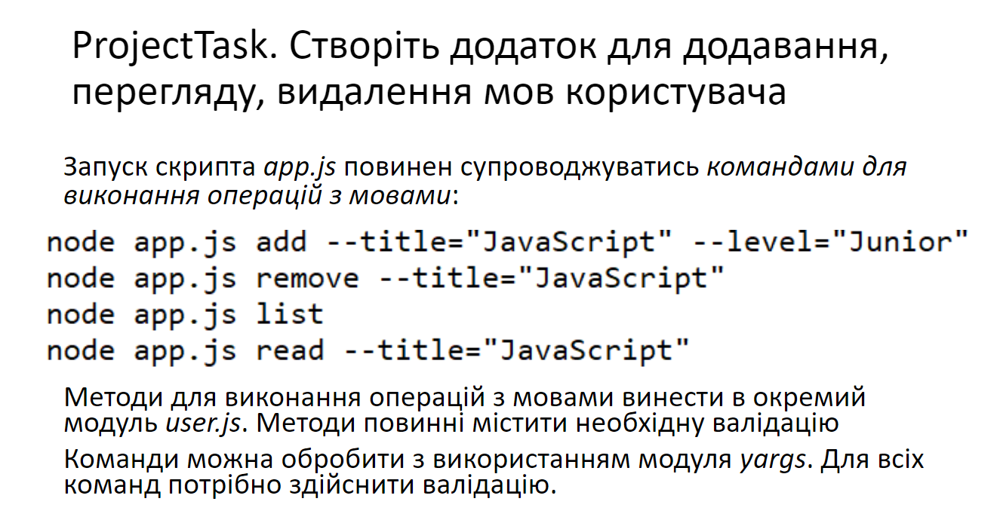 ProjectTask. Створіть додаток для додавання,
перегляду, видалення мов користувача
Запуск скрипта app.js повинен супроводжуватись командами для
виконання операцій з мовами:
node app.js add --title="JavaScript" --level="Junior"
node app.js remove --title="JavaScript"
node app.js list
node app.js read --title="JavaScript"
Методи для виконання операцій з мовами винести в окремий
модуль user.js. Методи повинні містити необхідну валідацію
Команди можна обробити з використанням модуля yargs. Для всіх
команд потрібно здійснити валідацію.